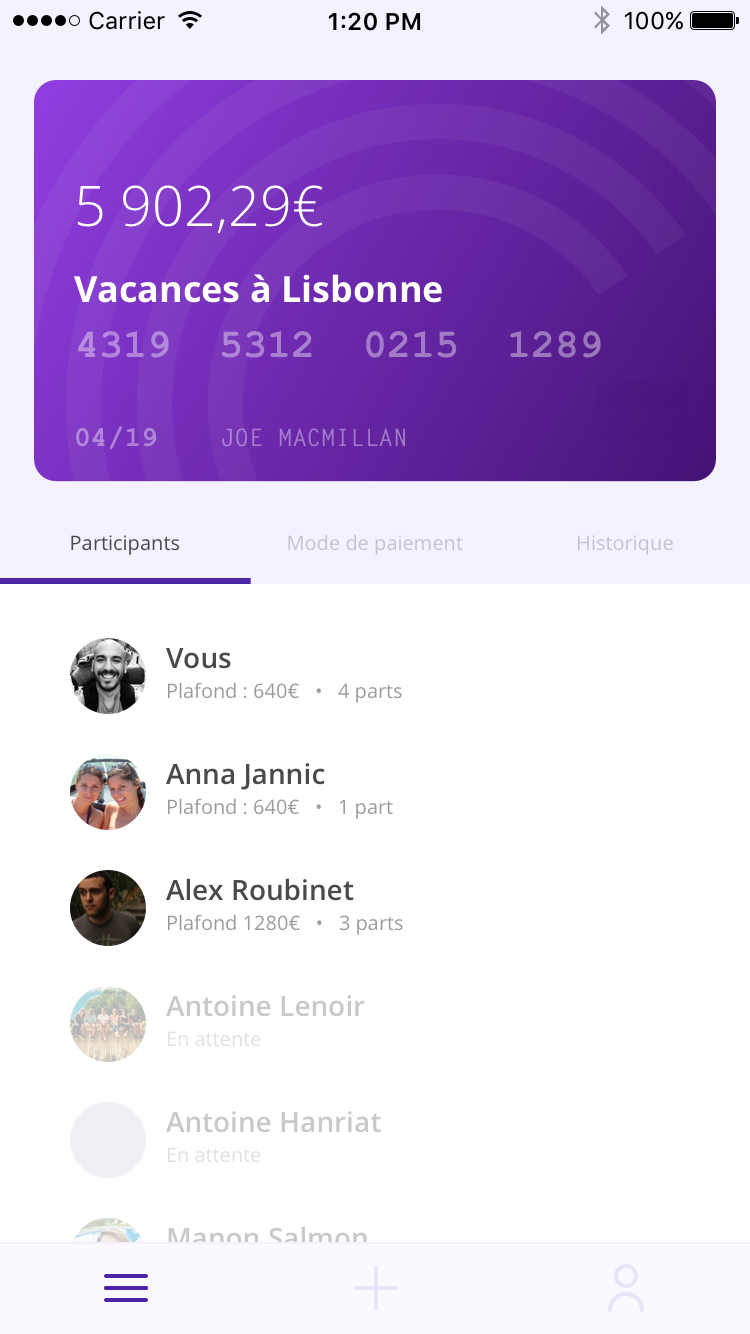 Carrier 1:20 PM 100%
5 902,29€
Vacances à Lisbonne
4319 5312 0215 1289
04/19 JOE MACMILLAN
Participants Mode de paiement Historique
Vous
Plafond : 640€ • 4 parts
Anna Jannic
Plafond : 640€ • 1 part
Alex Roubinet
Plafond 1280€ • 3 parts
Antoine Lenoir
En attente
Antoine Hanriat
En attente
Manon Salmon